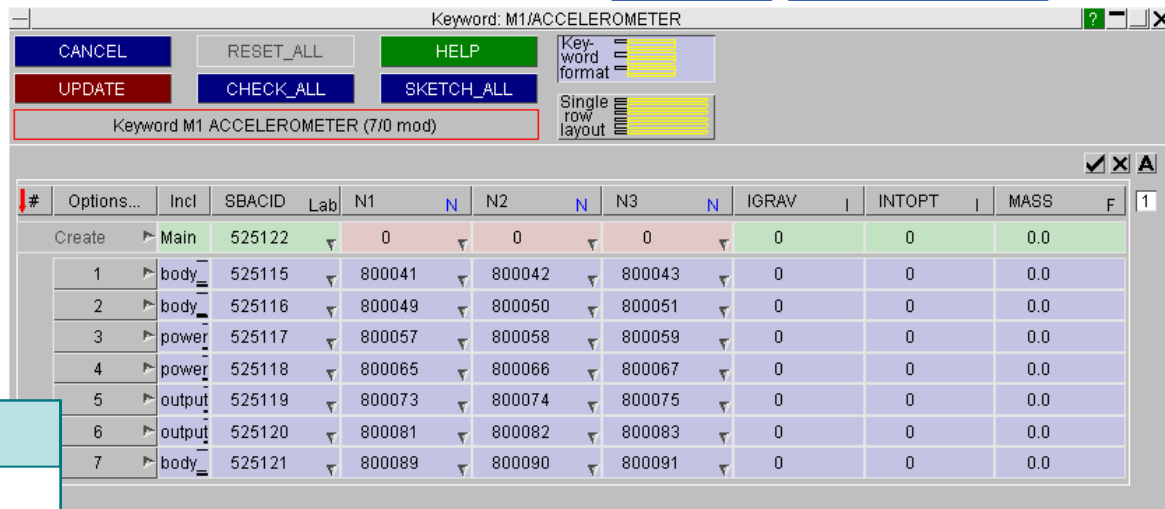 Keyword: M1/ACCELEROMETER ?
CANCEL RESET_ALL HELP
Key-
word
format
UPDATE CHECK_ALL SKETCH_ALL
Single
row
layout
Keyword M1 ACCELEROMETER (7/0 mod)
A
# Options... Incl SBACID Lab N1 N N2 N N3 N IGRAV I INTOPT I MASS F 1
Create Main 525122 0 0 0 0 0 0.0
1 body_ 525115 800041 800042 800043 0 0 0.0
2 body_ 525116 800049 800050 800051 0 0 0.0
3 power 525117 800057 800058 800059 0 0 0.0
4 power 525118 800065 800066 800067 0 0 0.0
5 output 525119 800073 800074 800075 0 0 0.0
6 output 525120 800081 800082 800083 0 0 0.0
7 body_ 525121 800089 800090 800091 0 0 0.0